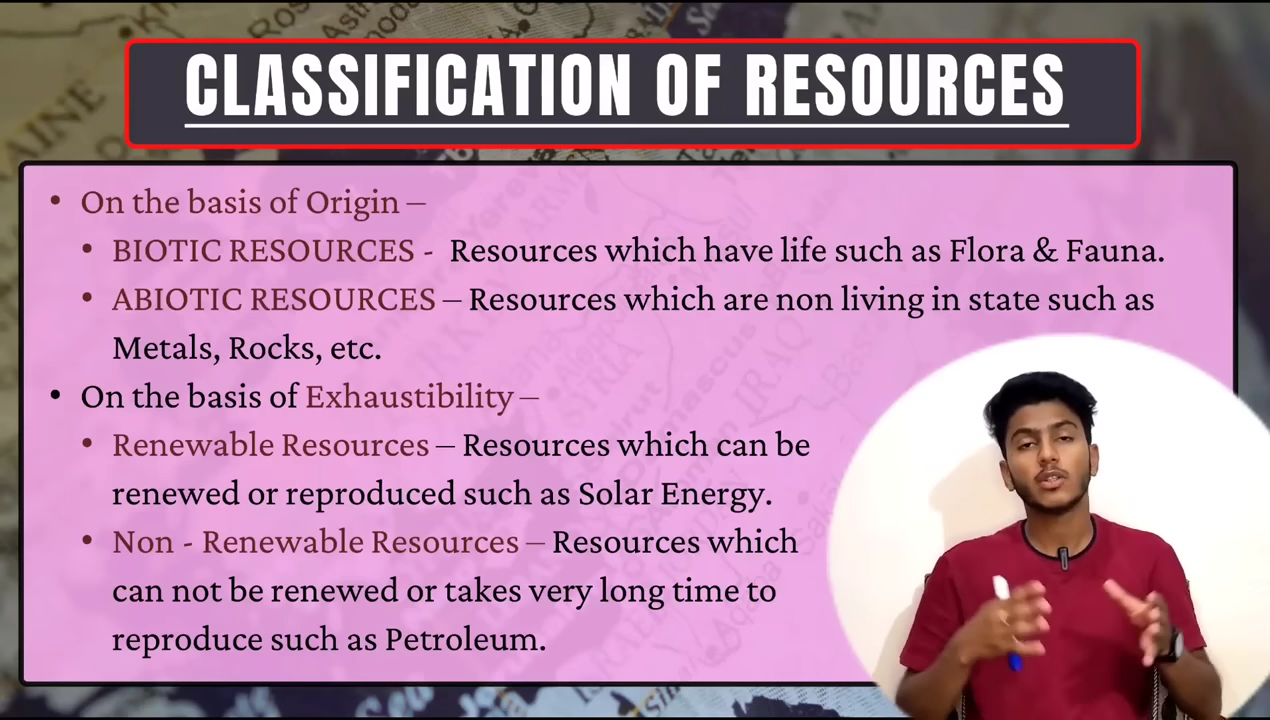 CLASSIFICATION OF RESOURCES
• On the basis of Origin –
• BIOTIC RESOURCES - Resources which have life such as Flora & Fauna.
• ABIOTIC RESOURCES – Resources which are non living in state such as
Metals, Rocks, etc.
• On the basis of Exhaustibility –
• Renewable Resources – Resources which can be
renewed or reproduced such as Solar Energy.
• Non - Renewable Resources – Resources which
can not be renewed or takes very long time to
reproduce such as Petroleum.